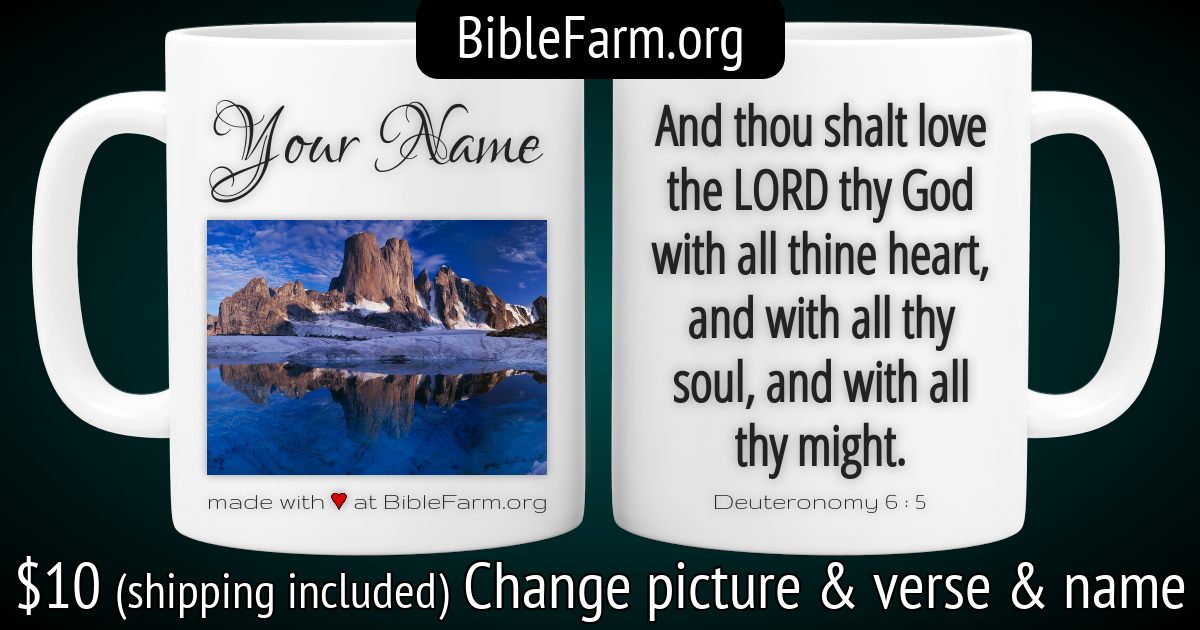 BibleFarm.org
Your Name
made with ♥ at BibleFarm.org
And thou shalt love
the LORD thy God
with all thine heart,
and with all thy
soul, and with all
thy might.
Deuteronomy 6 : 5
$10 (shipping included) Change picture & verse & name